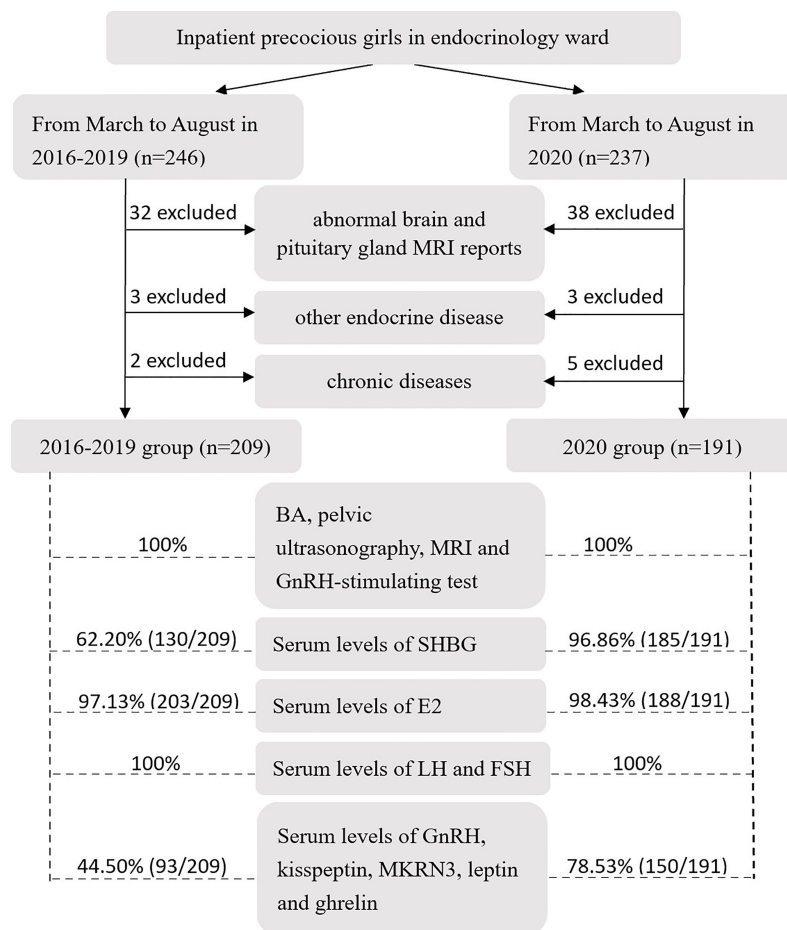 Inpatient precocious girls in endocrinology ward
From March to August in
2016-2019 (n=246)
From March to August in
2020 (n=237)
32 excluded
abnormal brain and
pituitary gland MRI reports
38 excluded
3 excluded
other endocrine disease
3 excluded
2 excluded
chronic diseases
5 excluded
2016-2019 group (n=209)
2020 group (n=191)
100%
BA, pelvic
ultrasonography, MRI and
GnRH-stimulating test
100%
62.20% (130/209)
Serum levels of SHBG
96.86% (185/191)
97.13% (203/209)
Serum levels of E2
98.43% (188/191)
100%
Serum levels of LH and FSH
100%
44.50% (93/209)
Serum levels of GnRH,
kisspeptin, MKRN3, leptin
and ghrelin
78.53% (150/191)